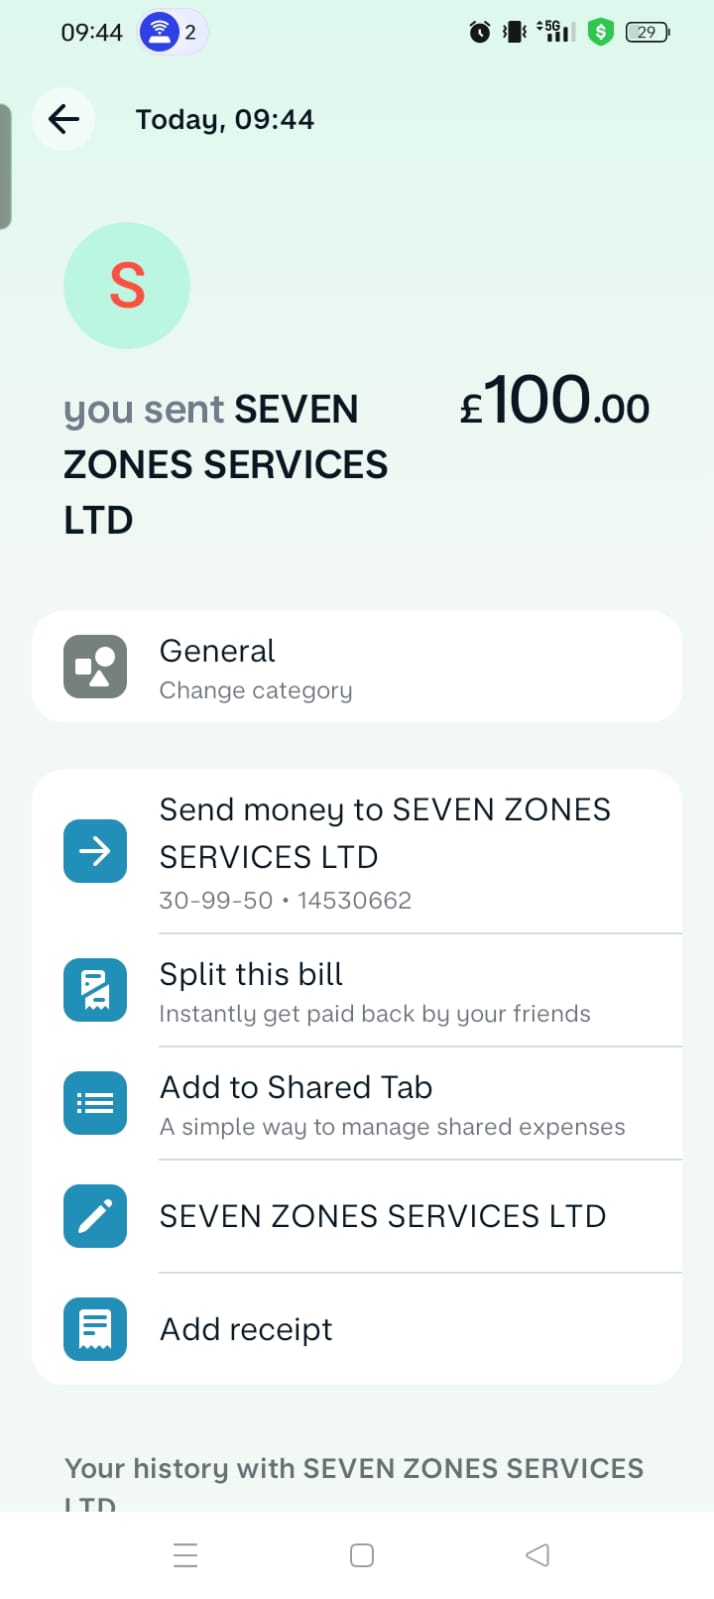 09:44 2 5G $ 29
Today, 09:44
S
you sent SEVEN £100.00
ZONES SERVICES
LTD
General
Change category
Send money to SEVEN ZONES
SERVICES LTD
30-99-50 • 14530662
Split this bill
Instantly get paid back by your friends
Add to Shared Tab
A simple way to manage shared expenses
SEVEN ZONES SERVICES LTD
Add receipt
Your history with SEVEN ZONES SERVICES
LTD